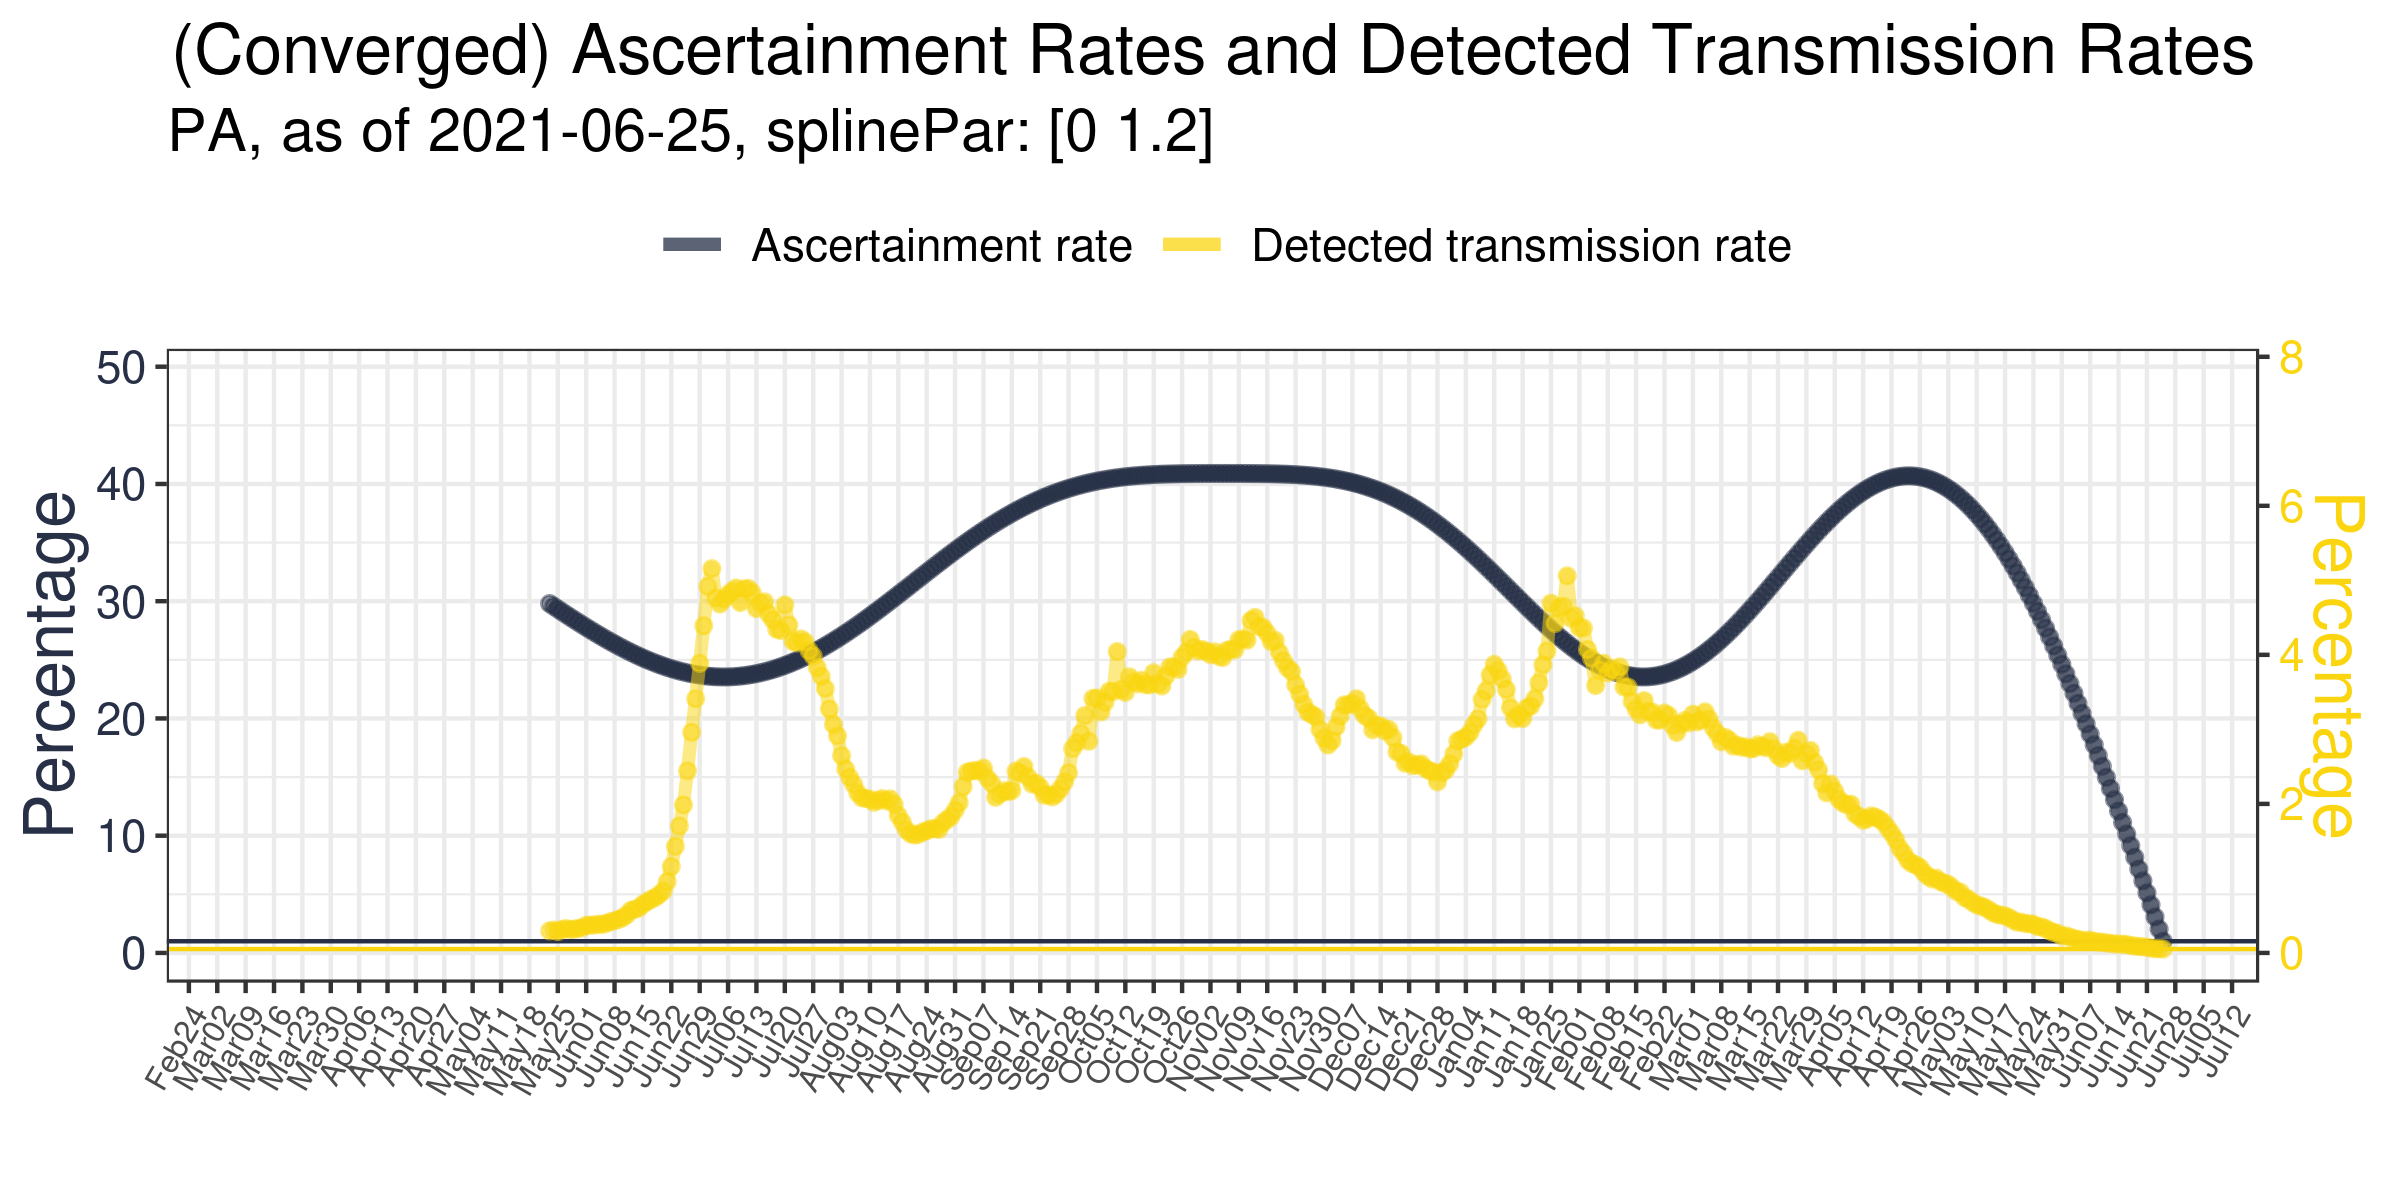 (Converged) Ascertainment Rates and Detected Transmission Rates
PA, as of 2021-06-25, splinePar: [0 1.2]
Ascertainment rate
Detected transmission rate
Percentage
50
40
30
20
10
0
8
6
4
2
0
Percentage
Feb24
Mar02
Mar09
Mar16
Mar23
Mar30
Apr06
Apr13
Apr20
Apr27
May04
May11
May18
May25
Jun01
Jun08
Jun15
Jun22
Jun29
Jul06
Jul13
Jul20
Jul27
Aug03
Aug10
Aug17
Aug24
Aug31
Sep07
Sep14
Sep21
Sep28
Oct05
Oct12
Oct19
Oct26
Nov02
Nov09
Nov16
Nov23
Nov30
Dec07
Dec14
Dec21
Dec28
Jan04
Jan11
Jan18
Jan25
Feb01
Feb08
Feb15
Feb22
Mar01
Mar08
Mar15
Mar22
Mar29
Apr05
Apr12
Apr19
Apr26
May03
May10
May17
May24
May31
Jun07
Jun14
Jun21
Jun28
Jul05
Jul12